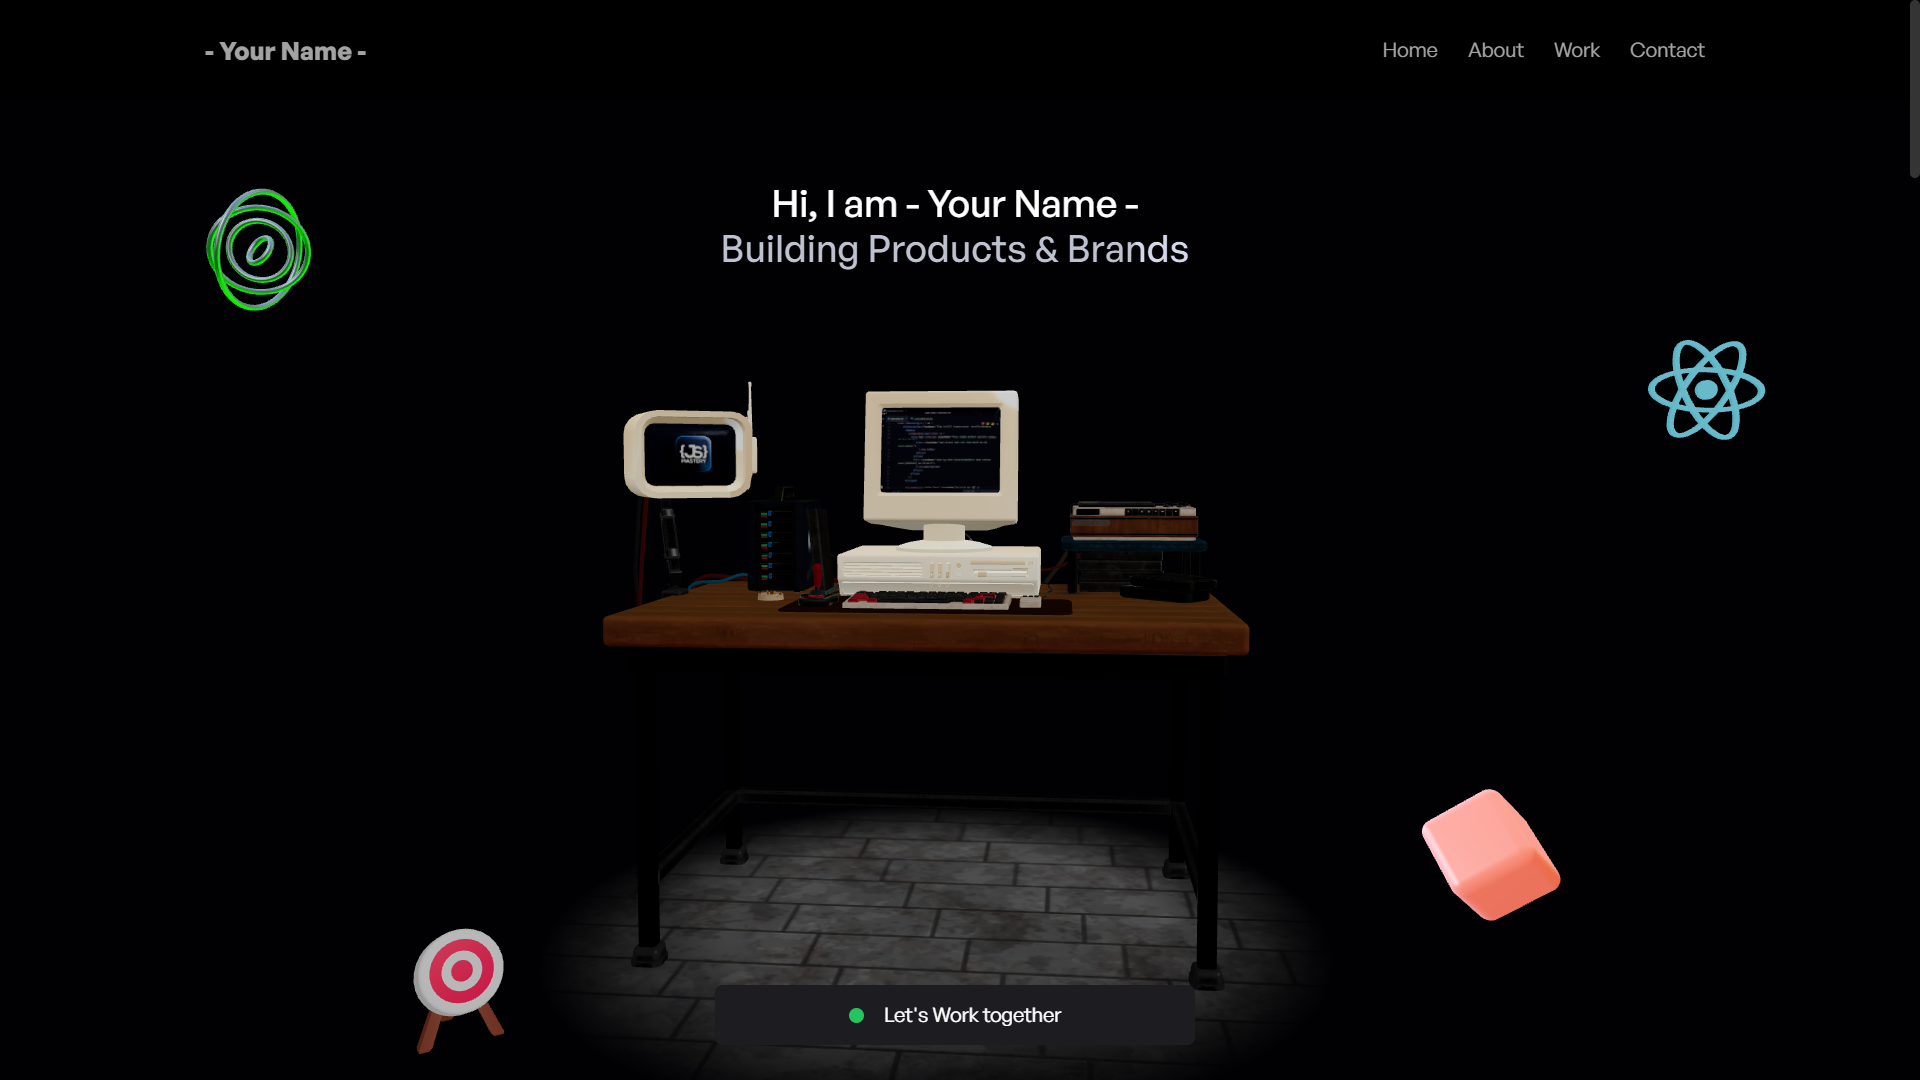 - Your Name -
Home About Work Contact
Hi, I am - Your Name -
Building Products & Brands
{JS}
MASTERY
Let's Work together